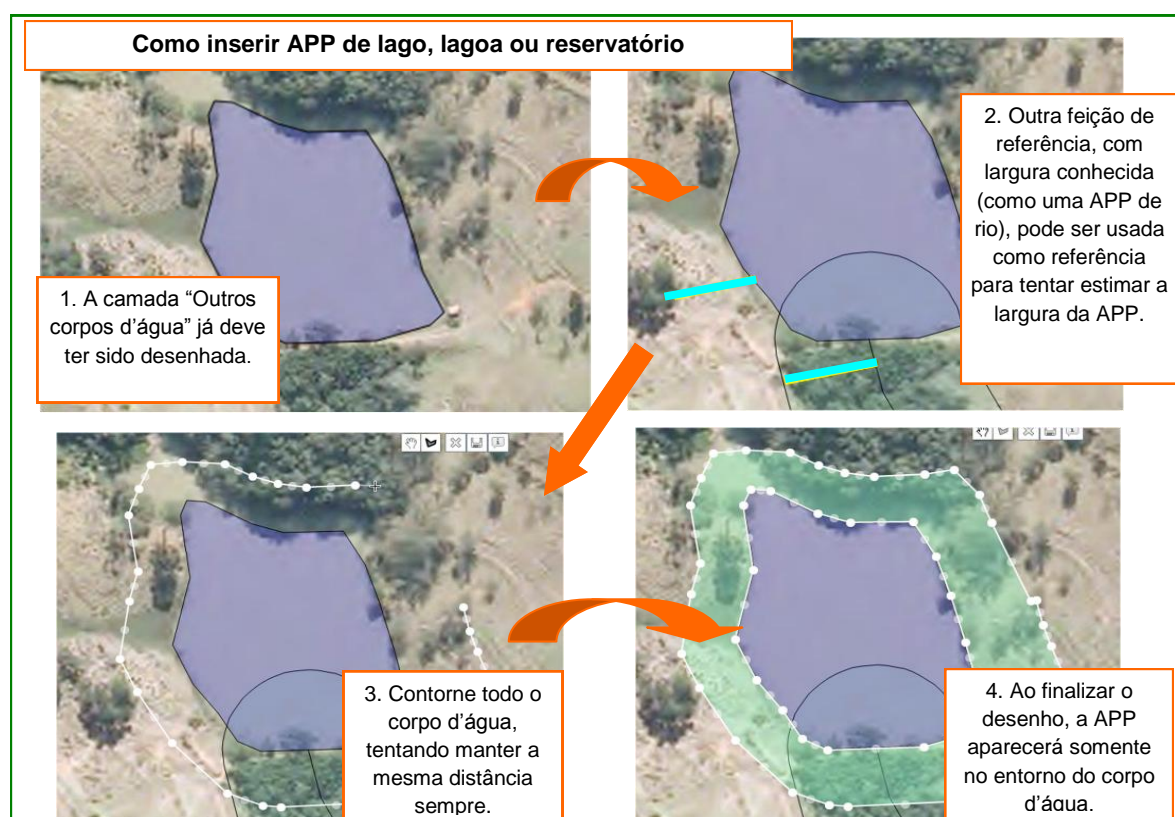 Como inserir APP de lago, lagoa ou reservatório
1. A camada “Outros
corpos d’água” já deve
ter sido desenhada.
2. Outra feição de
referência, com
largura conhecida
(como uma APP de
rio), pode ser usada
como referência
para tentar estimar a
largura da APP.
3. Contorne todo o
corpo d’água,
tentando manter a
mesma distância
sempre.
4. Ao finalizar o
desenho, a APP
aparecerá somente
no entorno do corpo
d’água.